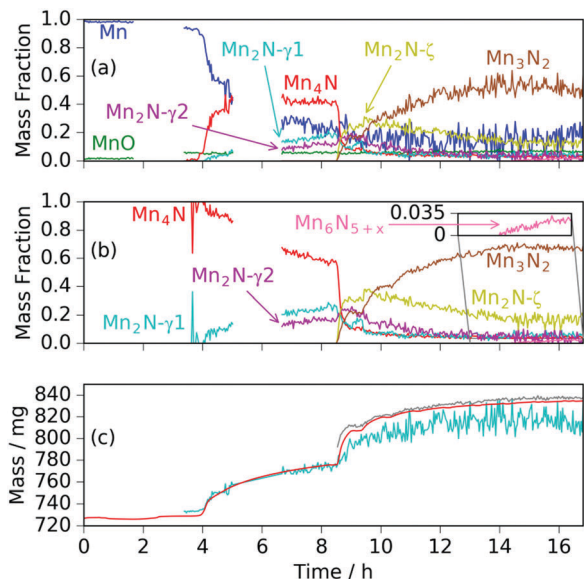 1.0
0.8
0.6
0.4
0.2
0.0
Mass Fraction
Mn
(a)
Mn₂N-γ1
Mn₂N-γ2
MnO
Mn₄N
Mn₂N-ζ
Mn₃N₂
1.0
0.8
0.6
0.4
0.2
0.0
Mass Fraction
Mn₄N
(b)
Mn₂N-γ2
Mn₂N-γ1
Mn₆N₅₊ₓ
0.035
0
Mn₃N₂
Mn₂N-ζ
840
820
800
780
760
740
720
Mass / mg
(c)
0 2 4 6 8 10 12 14 16
Time / h